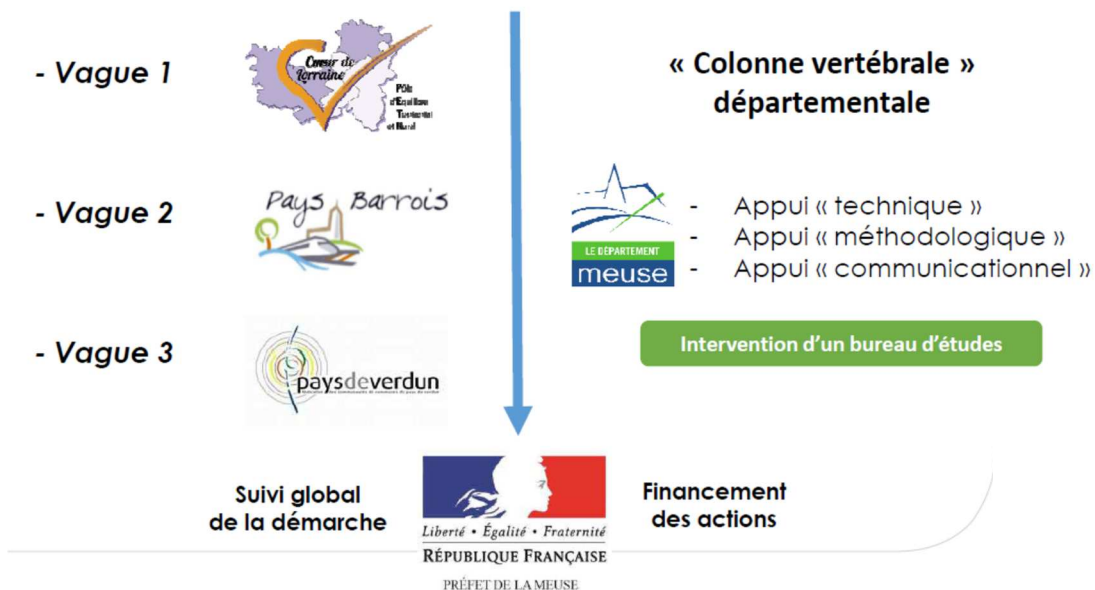 - Vague 1
Cœur de
Lorraine
Pôle
d'Equilibre
Territorial
et Rural
« Colonne vertébrale »
départementale
- Vague 2
Pays Barrois
LE DÉPARTEMENT
meuse
- Appui « technique »
- Appui « méthodologique »
- Appui « communicationnel »
- Vague 3
paysdeverdun
Intervention d'un bureau d'études
Suivi global
de la démarche
Liberté • Égalité • Fraternité
RÉPUBLIQUE FRANÇAISE
PRÉFET DE LA MEUSE
Financement
des actions